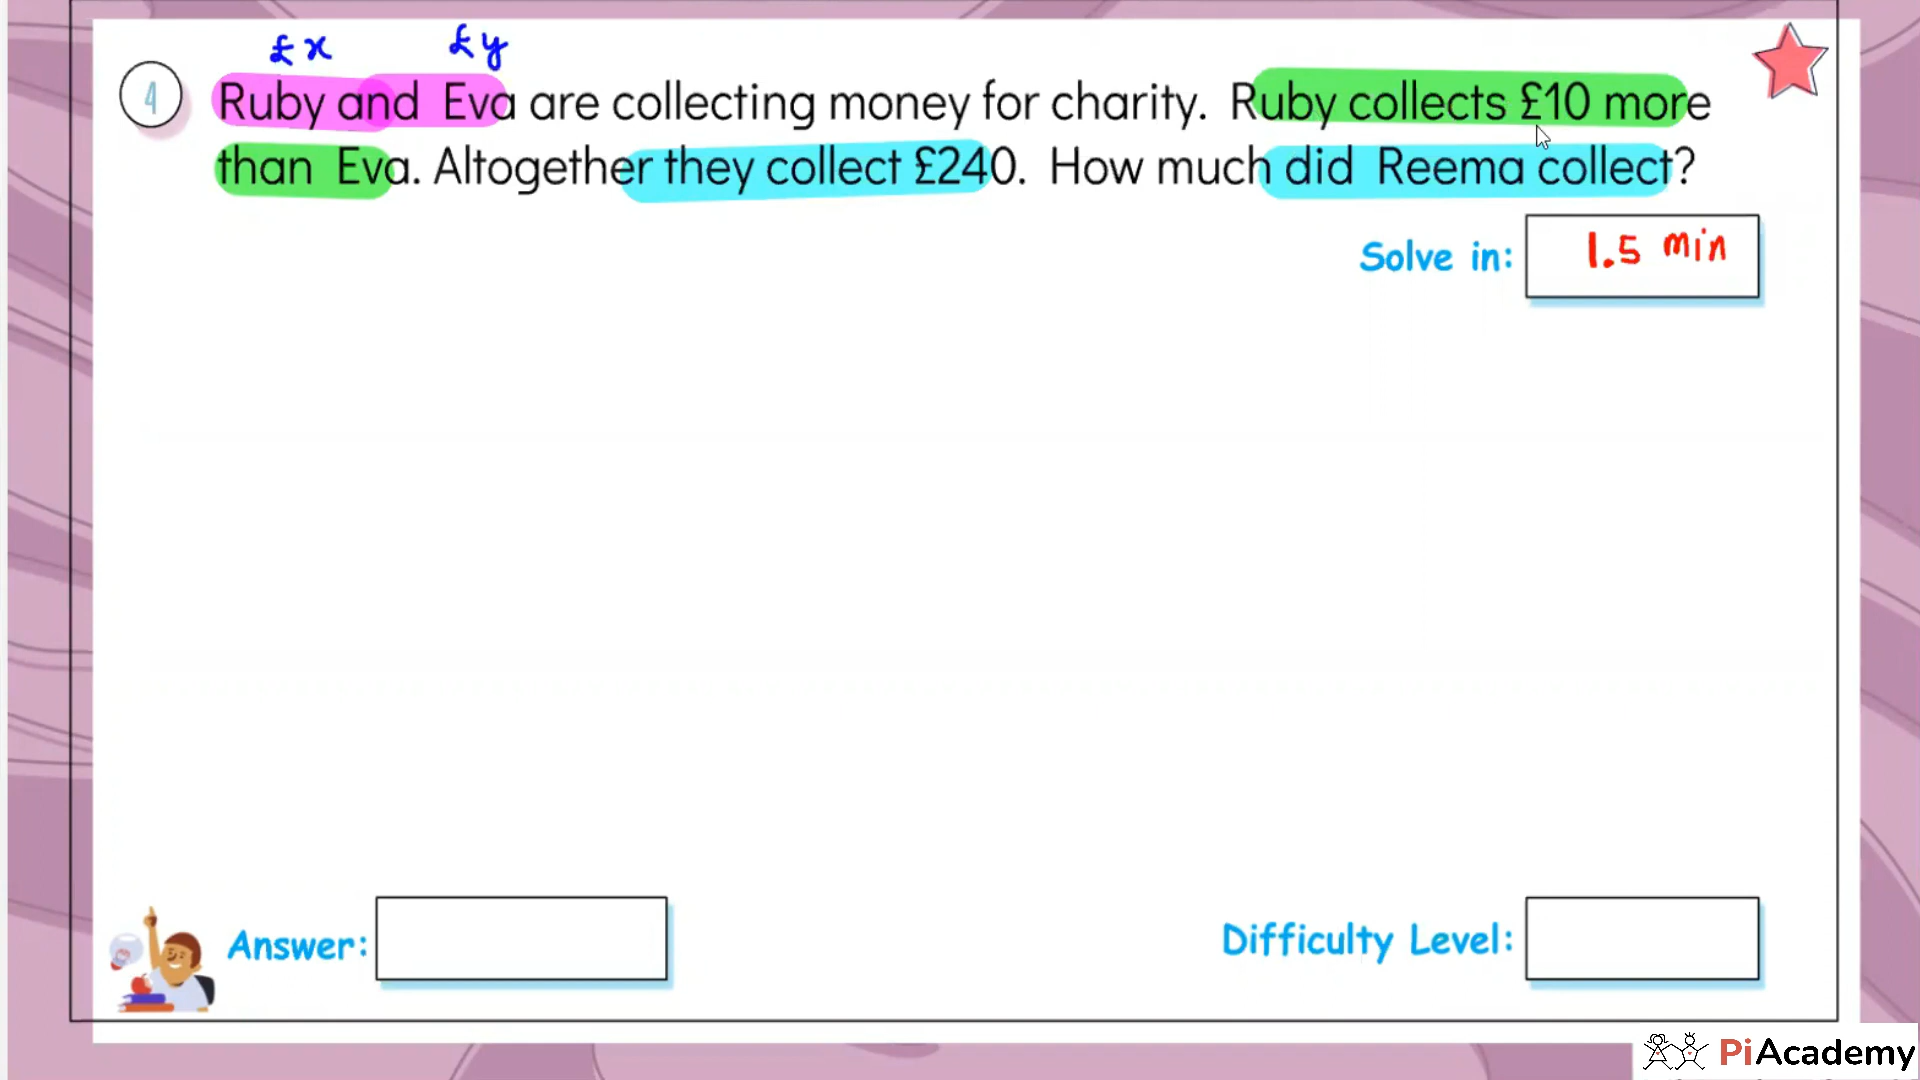 £x £y
4 Ruby and Eva are collecting money for charity. Ruby collects £10 more
than Eva. Altogether they collect £240. How much did Reema collect?
Solve in: 1.5 min
Answer:
Difficulty Level:
PiAcademy